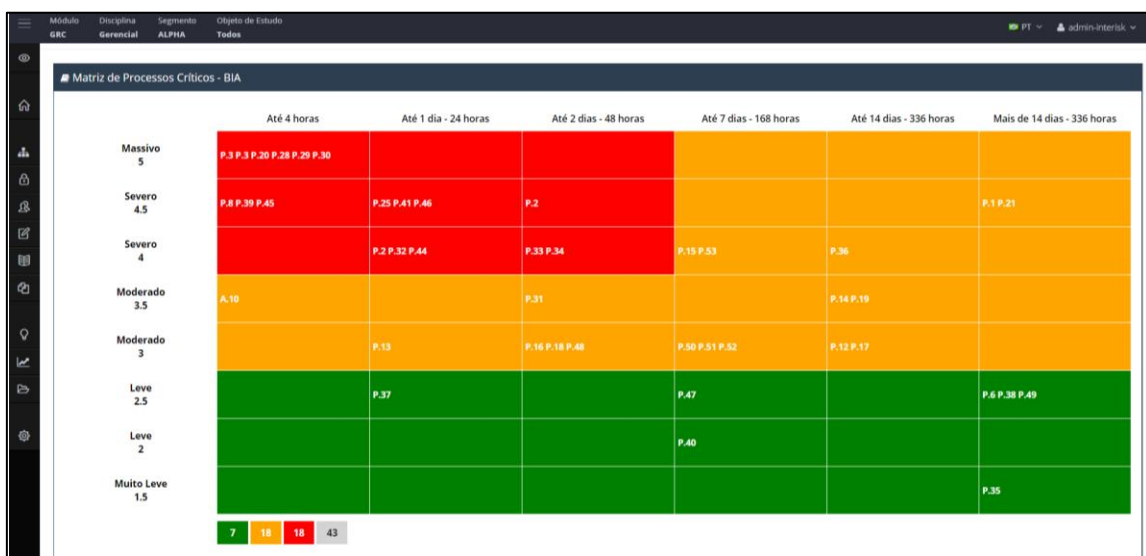 Módulo Disciplina Segmento Objeto de Estudo
GRC Gerencial ALPHA Todos
PT admin-interisk
Matriz de Processos Críticos - BIA
Até 4 horas Até 1 dia - 24 horas Até 2 dias - 48 horas Até 7 dias - 168 horas Até 14 dias - 336 horas Mais de 14 dias - 336 horas
Massivo
5
P.3 P.3 P.20 P.28 P.29 P.30
Severo
4.5
P.8 P.39 P.45 P.25 P.41 P.46 P.2 P.1 P.21
Severo
4
P.2 P.32 P.44 P.33 P.34 P.15 P.53 P.36
Moderado
3.5
A.10 P.31 P.14 P.19
Moderado
3
P.13 P.16 P.18 P.48 P.50 P.51 P.52 P.12 P.17
Leve
2.5
P.37 P.47 P.6 P.38 P.49
Leve
2
P.40
Muito Leve
1.5
P.35
7 18 18 43